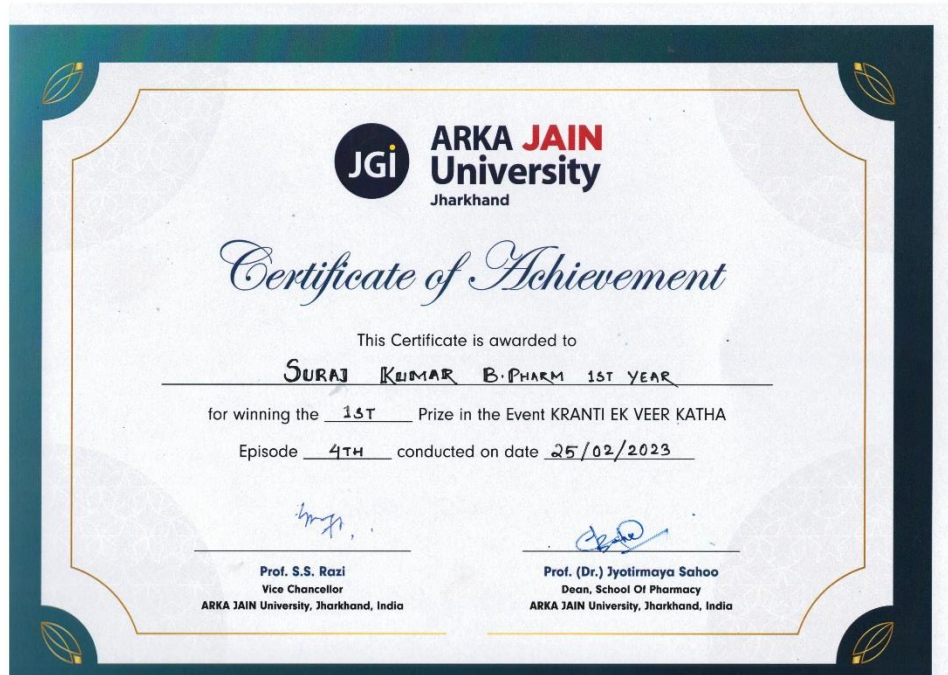 JGi
ARKA JAIN
University
Jharkhand
Certificate of Achievement
This Certificate is awarded to
SURAJ KUMAR B.PHARM 1ST YEAR
for winning the 1ST Prize in the Event KRANTI EK VEER KATHA
Episode 4TH conducted on date 25/02/2023
Prof. S.S. Razi
Vice Chancellor
ARKA JAIN University, Jharkhand, India
Prof. (Dr.) Jyotirmaya Sahoo
Dean, School Of Pharmacy
ARKA JAIN University, Jharkhand, India